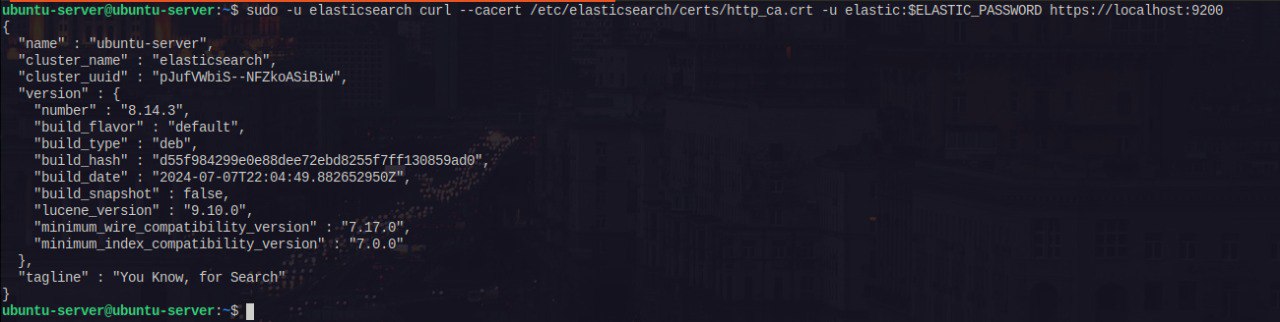 ubuntu-server@ubuntu-server:~$ sudo -u elasticsearch curl --cacert /etc/elasticsearch/certs/http_ca.crt -u elastic:$ELASTIC_PASSWORD https://localhost:9200
{
  "name" : "ubuntu-server",
  "cluster_name" : "elasticsearch",
  "cluster_uuid" : "pJufVWbiS--NFZkoASiBiw",
  "version" : {
    "number" : "8.14.3",
    "build_flavor" : "default",
    "build_type" : "deb",
    "build_hash" : "d55f984299e0e88dee72ebd8255f7ff130859ad0",
    "build_date" : "2024-07-07T22:04:49.882652950Z",
    "build_snapshot" : false,
    "lucene_version" : "9.10.0",
    "minimum_wire_compatibility_version" : "7.17.0",
    "minimum_index_compatibility_version" : "7.0.0"
  },
  "tagline" : "You Know, for Search"
}
ubuntu-server@ubuntu-server:~$